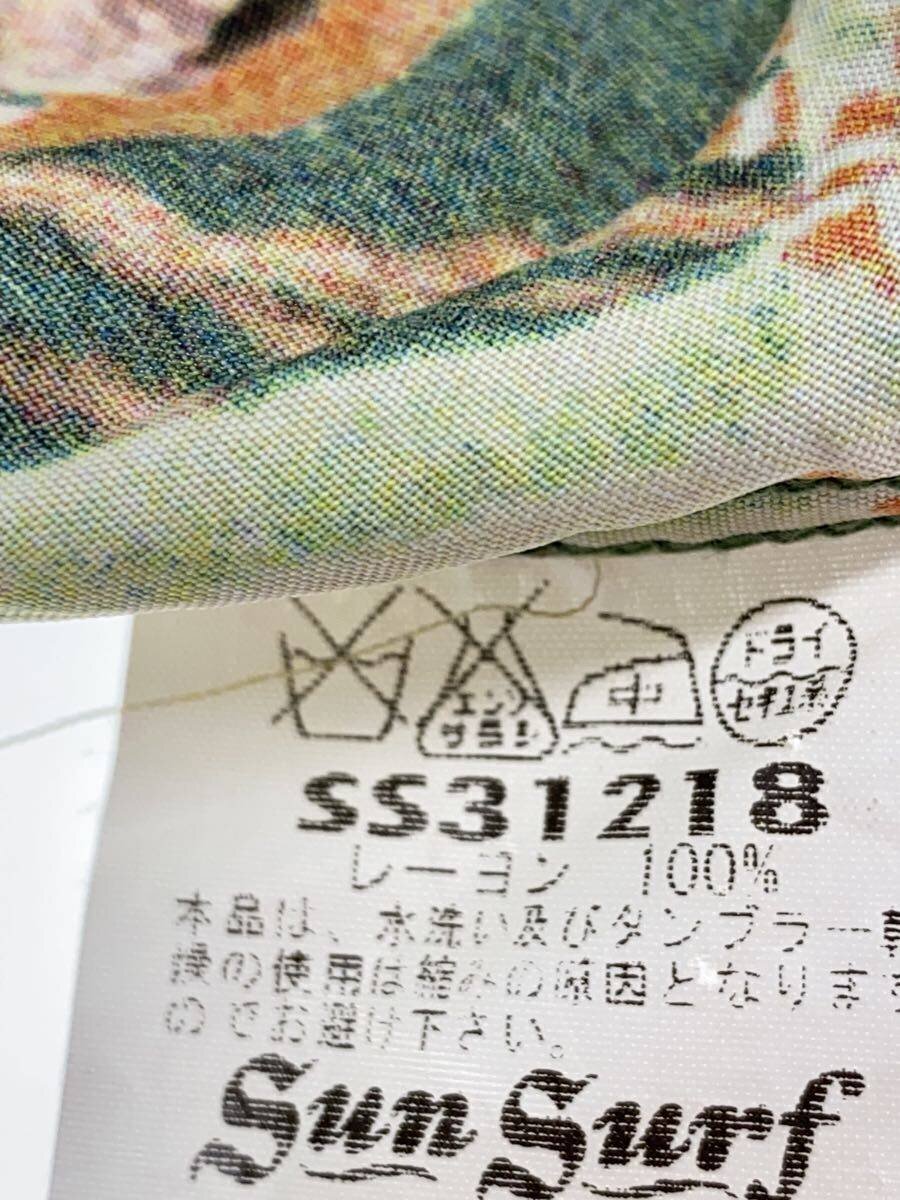 エンソ
サラシ
中
ドライ
セキユ系
SS31218
レーヨン 100%
本品は、水洗い及びタンブラー乾
燥の使用は縮みの原因となります
のでお避け下さい。
Sun Surf